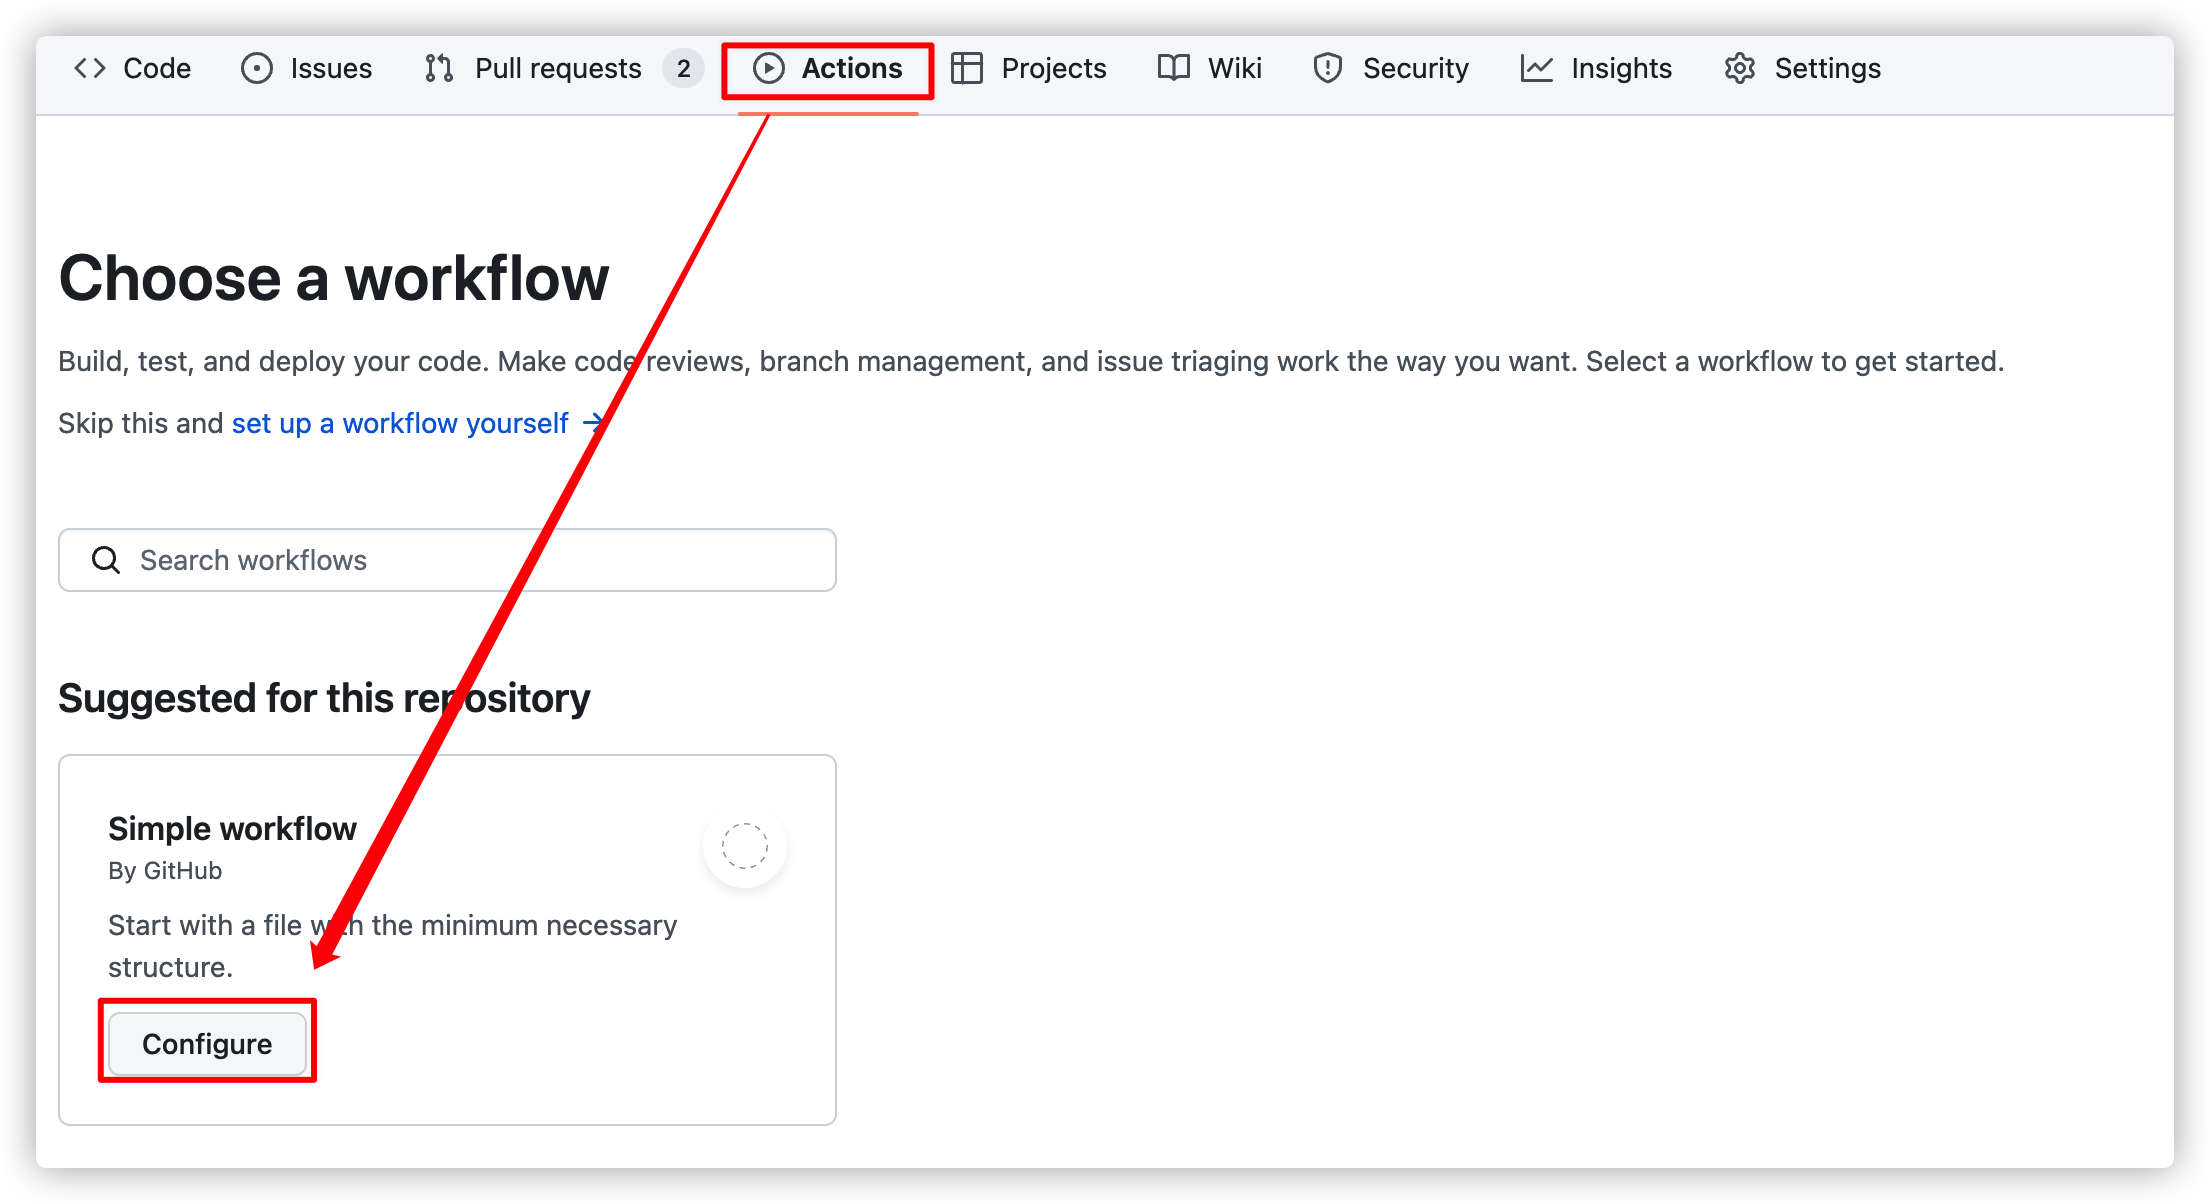 Code Issues Pull requests 2 Actions Projects Wiki Security Insights Settings
Choose a workflow
Build, test, and deploy your code. Make code reviews, branch management, and issue triaging work the way you want. Select a workflow to get started.
Skip this and set up a workflow yourself →
Search workflows
Suggested for this repository
Simple workflow
By GitHub
Start with a file with the minimum necessary
structure.
Configure